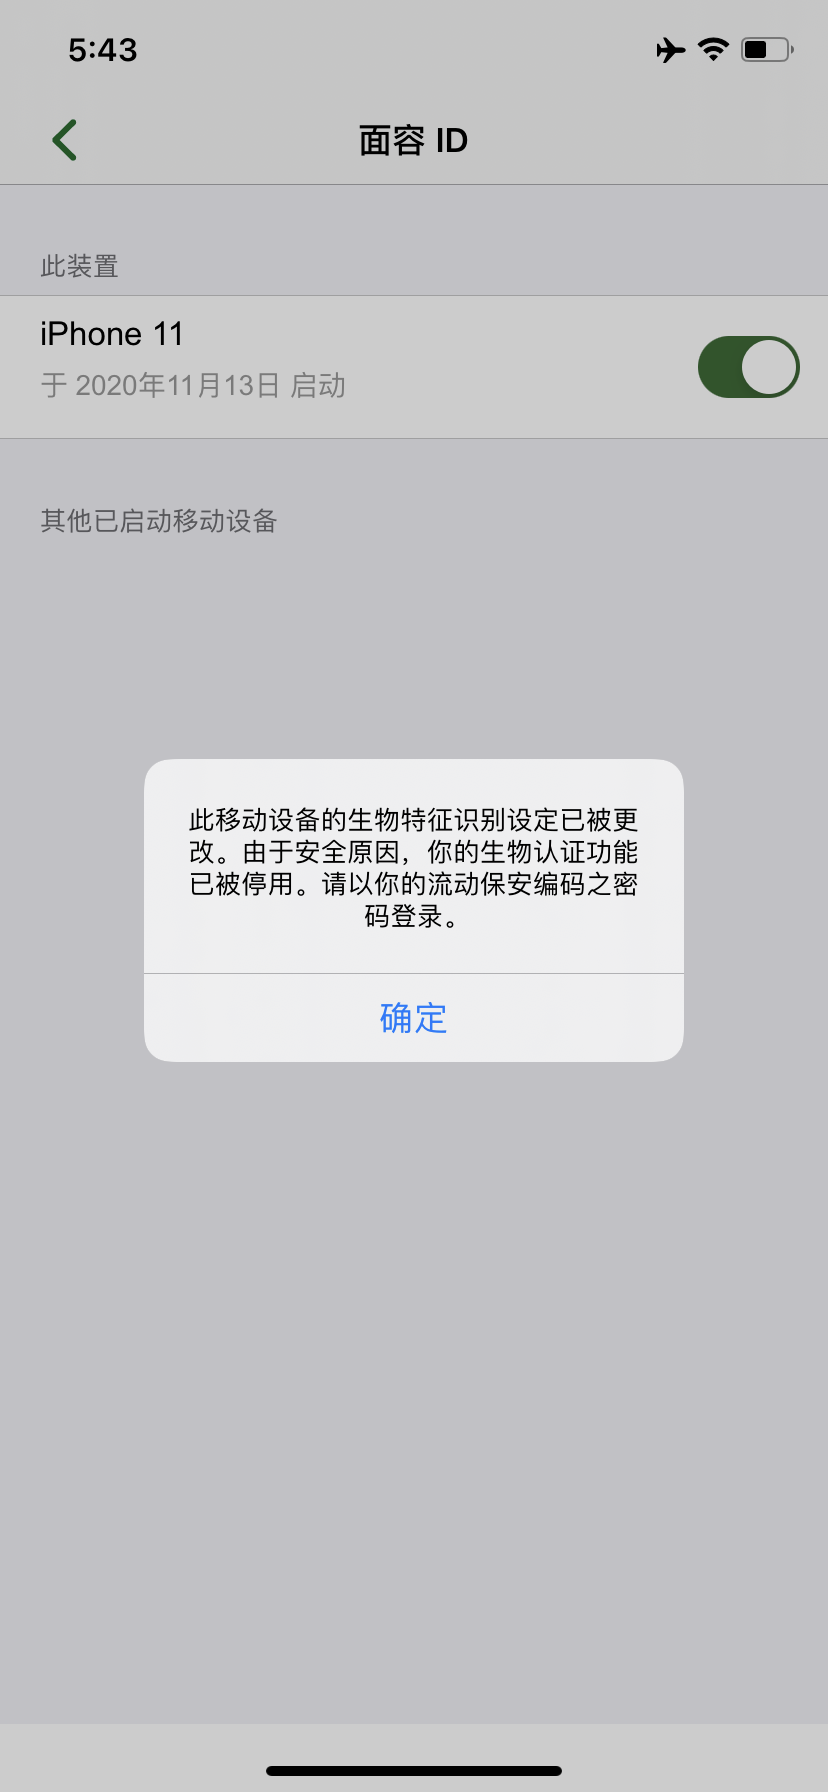 5:43
面容 ID
此装置
iPhone 11
于 2020年11月13日 启动
其他已启动移动设备
此移动设备的生物特征识别设定已被更
改。由于安全原因，你的生物认证功能
已被停用。请以你的流动保安编码之密
码登录。
确定